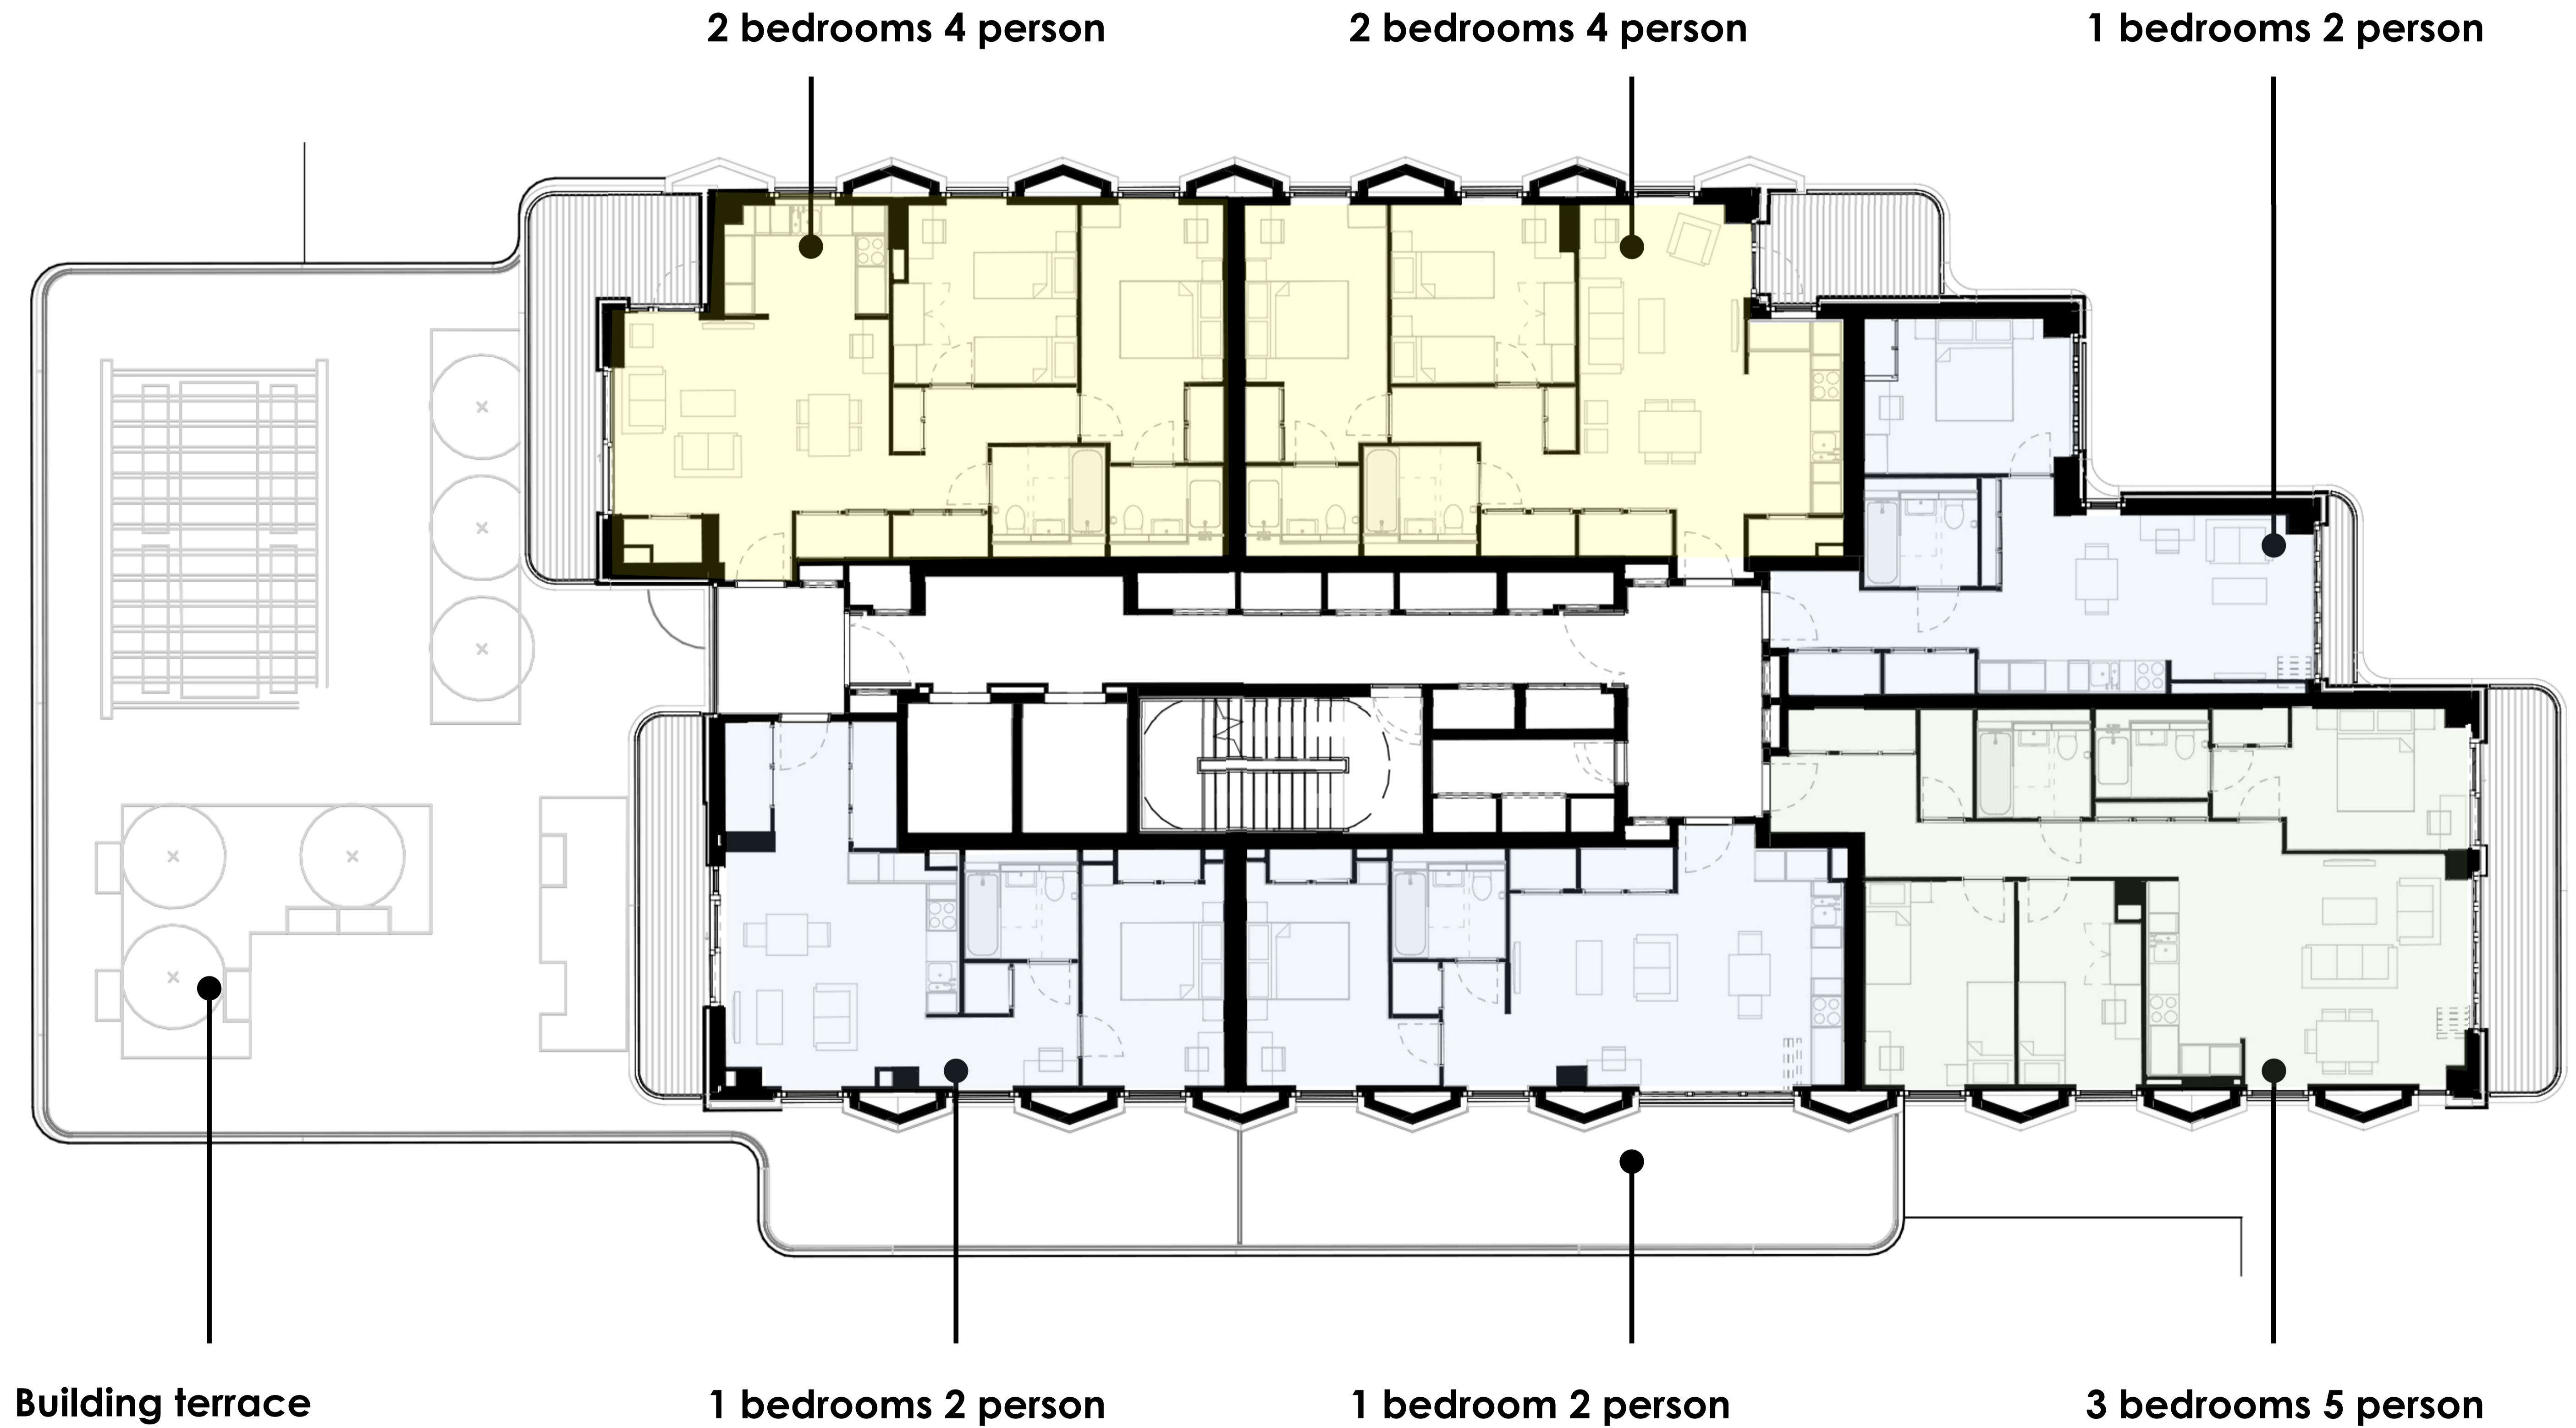 2 bedrooms 4 person
2 bedrooms 4 person
1 bedrooms 2 person
Building terrace
1 bedrooms 2 person
1 bedroom 2 person
3 bedrooms 5 person